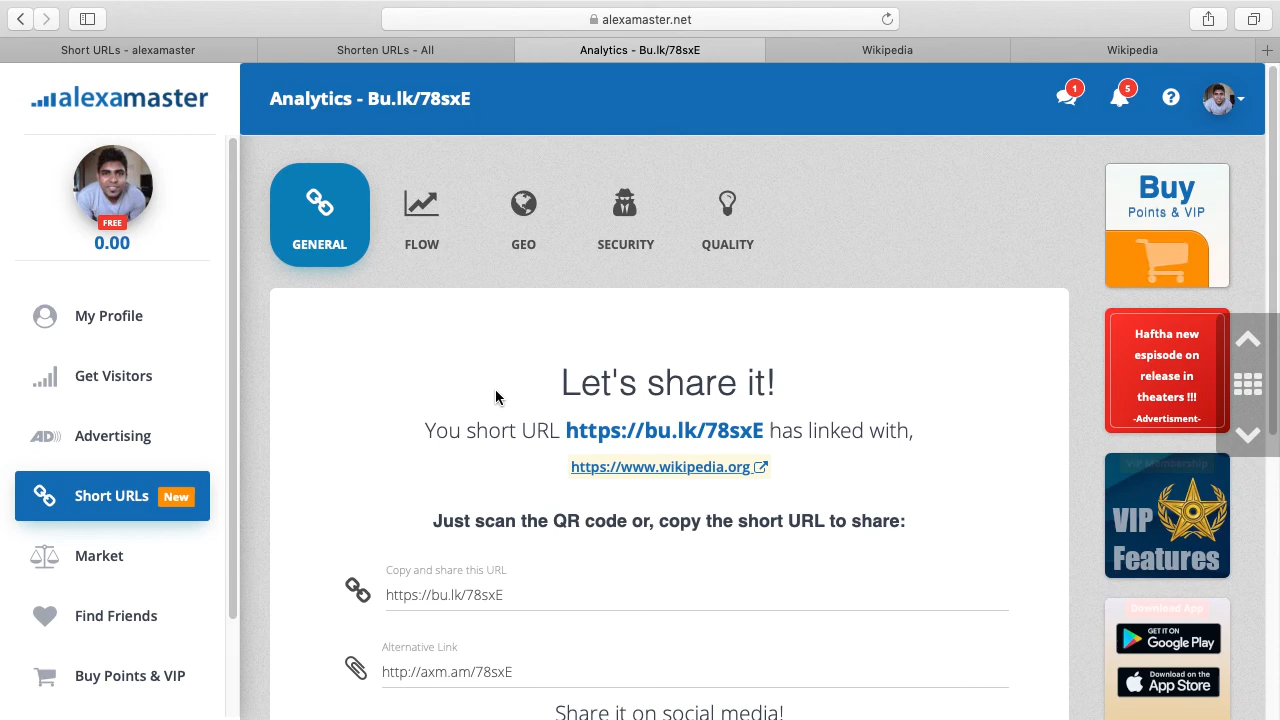 alexamaster.net
Short URLs - alexamaster
Shorten URLs - All
Analytics - Bu.lk/78sxE
Wikipedia
Wikipedia
alexamaster
Analytics - Bu.lk/78sxE
1
5
FREE
0.00
My Profile
Get Visitors
AD
Advertising
Short URLs
New
Market
Find Friends
Buy Points & VIP
GENERAL
FLOW
GEO
SECURITY
QUALITY
Let's share it!
You short URL https://bu.lk/78sxE has linked with,
https://www.wikipedia.org
Just scan the QR code or, copy the short URL to share:
Copy and share this URL
https://bu.lk/78sxE
Alternative Link
http://axm.am/78sxE
Share it on social media!
Buy
Points & VIP
Haftha new
espisode on
release in
theaters !!!
-Advertisment-
VIP Membership
VIP
Features
Download App
GET IT ON
Google Play
Download on the
App Store